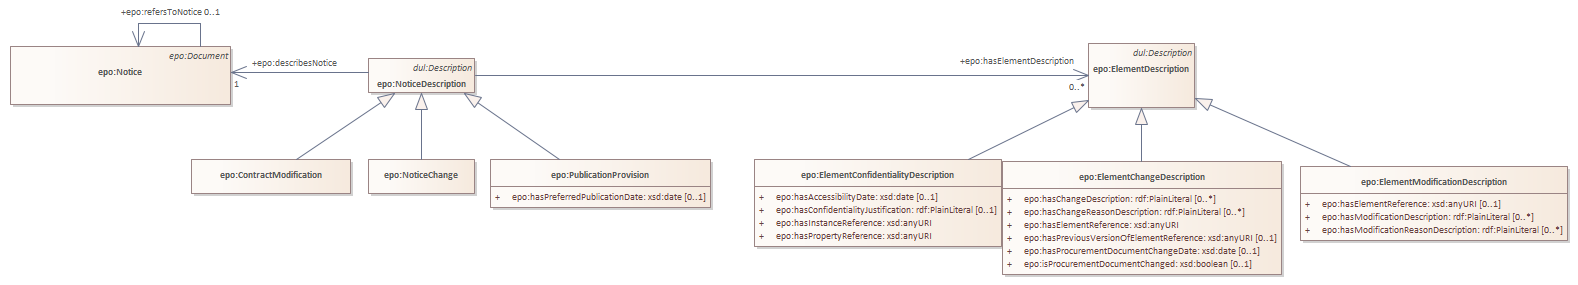 +epo:refersToNotice 0..1
epo:Document
epo:Notice
+epo:describesNotice
1
dul:Description
epo:NoticeDescription
+epo:hasElementDescription
0..*
dul:Description
epo:ElementDescription
epo:ContractModification
epo:NoticeChange
epo:PublicationProvision
+ epo:hasPreferredPublicationDate: xsd:date [0..1]
epo:ElementConfidentialityDescription
+ epo:hasAccessibilityDate: xsd:date [0..1]
+ epo:hasConfidentialityJustification: rdf:PlainLiteral [0..1]
+ epo:hasInstanceReference: xsd:anyURI
+ epo:hasPropertyReference: xsd:anyURI
epo:ElementChangeDescription
+ epo:hasChangeDescription: rdf:PlainLiteral [0..*]
+ epo:hasChangeReasonDescription: rdf:PlainLiteral [0..*]
+ epo:hasElementReference: xsd:anyURI
+ epo:hasPreviousVersionOfElementReference: xsd:anyURI [0..1]
+ epo:hasProcurementDocumentChangeDate: xsd:date [0..1]
+ epo:isProcurementDocumentChanged: xsd:boolean [0..1]
epo:ElementModificationDescription
+ epo:hasElementReference: xsd:anyURI [0..1]
+ epo:hasModificationDescription: rdf:PlainLiteral [0..*]
+ epo:hasModificationReasonDescription: rdf:PlainLiteral [0..*]